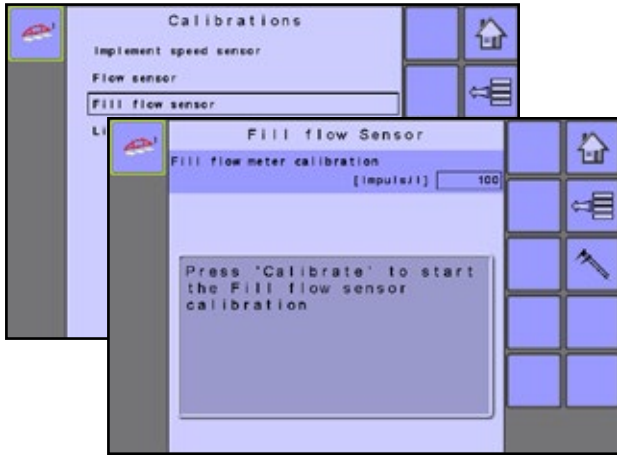 Calibrations
Implement speed sensor
Flow sensor
Fill flow sensor
Fill flow Sensor
Fill flow meter calibration
[Impuls/l] 100
Press 'Calibrate' to start
the Fill flow sensor
calibration